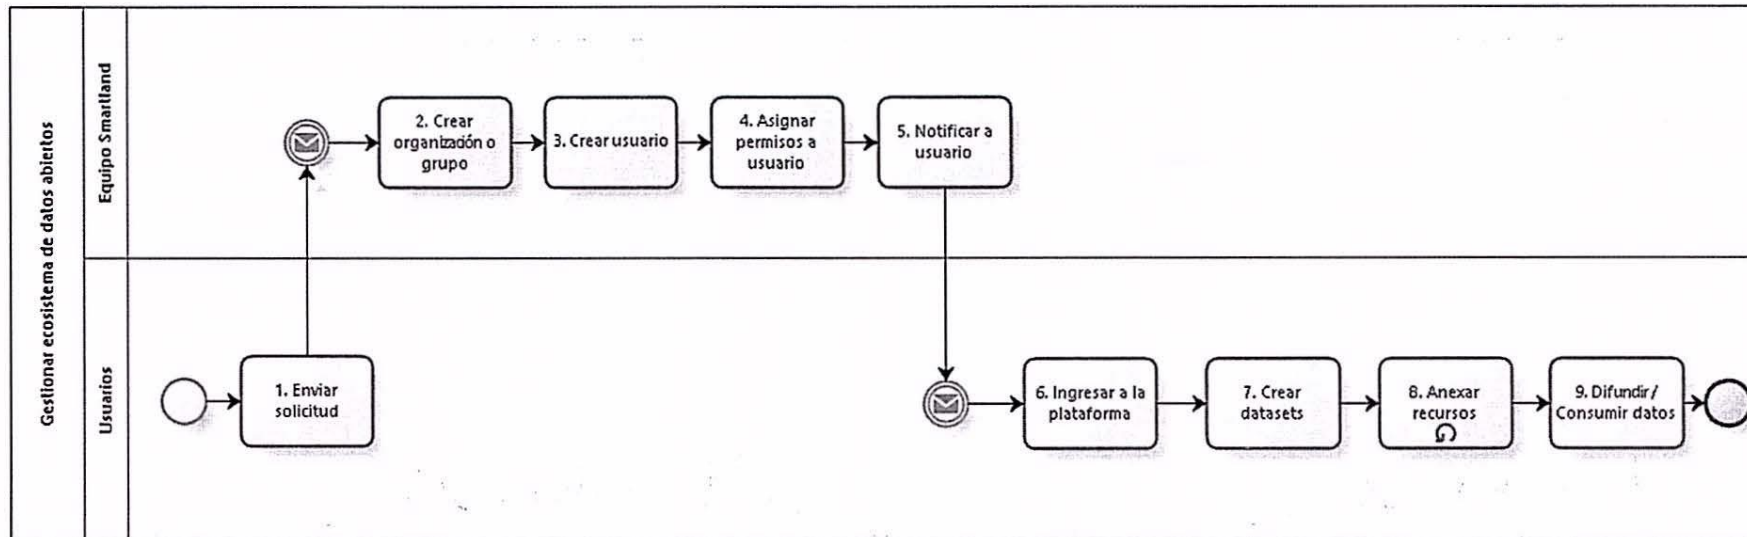 Gestionar ecosistema de datos abiertos
Equipo Smartland
2. Crear
organización o
grupo
3. Crear usuario
4. Asignar
permisos a
usuario
5. Notificar a
usuario
Usuarios
1. Enviar
solicitud
6. Ingresar a la
plataforma
7. Crear
datasets
8. Anexar
recursos
9. Difundir/
Consumir datos